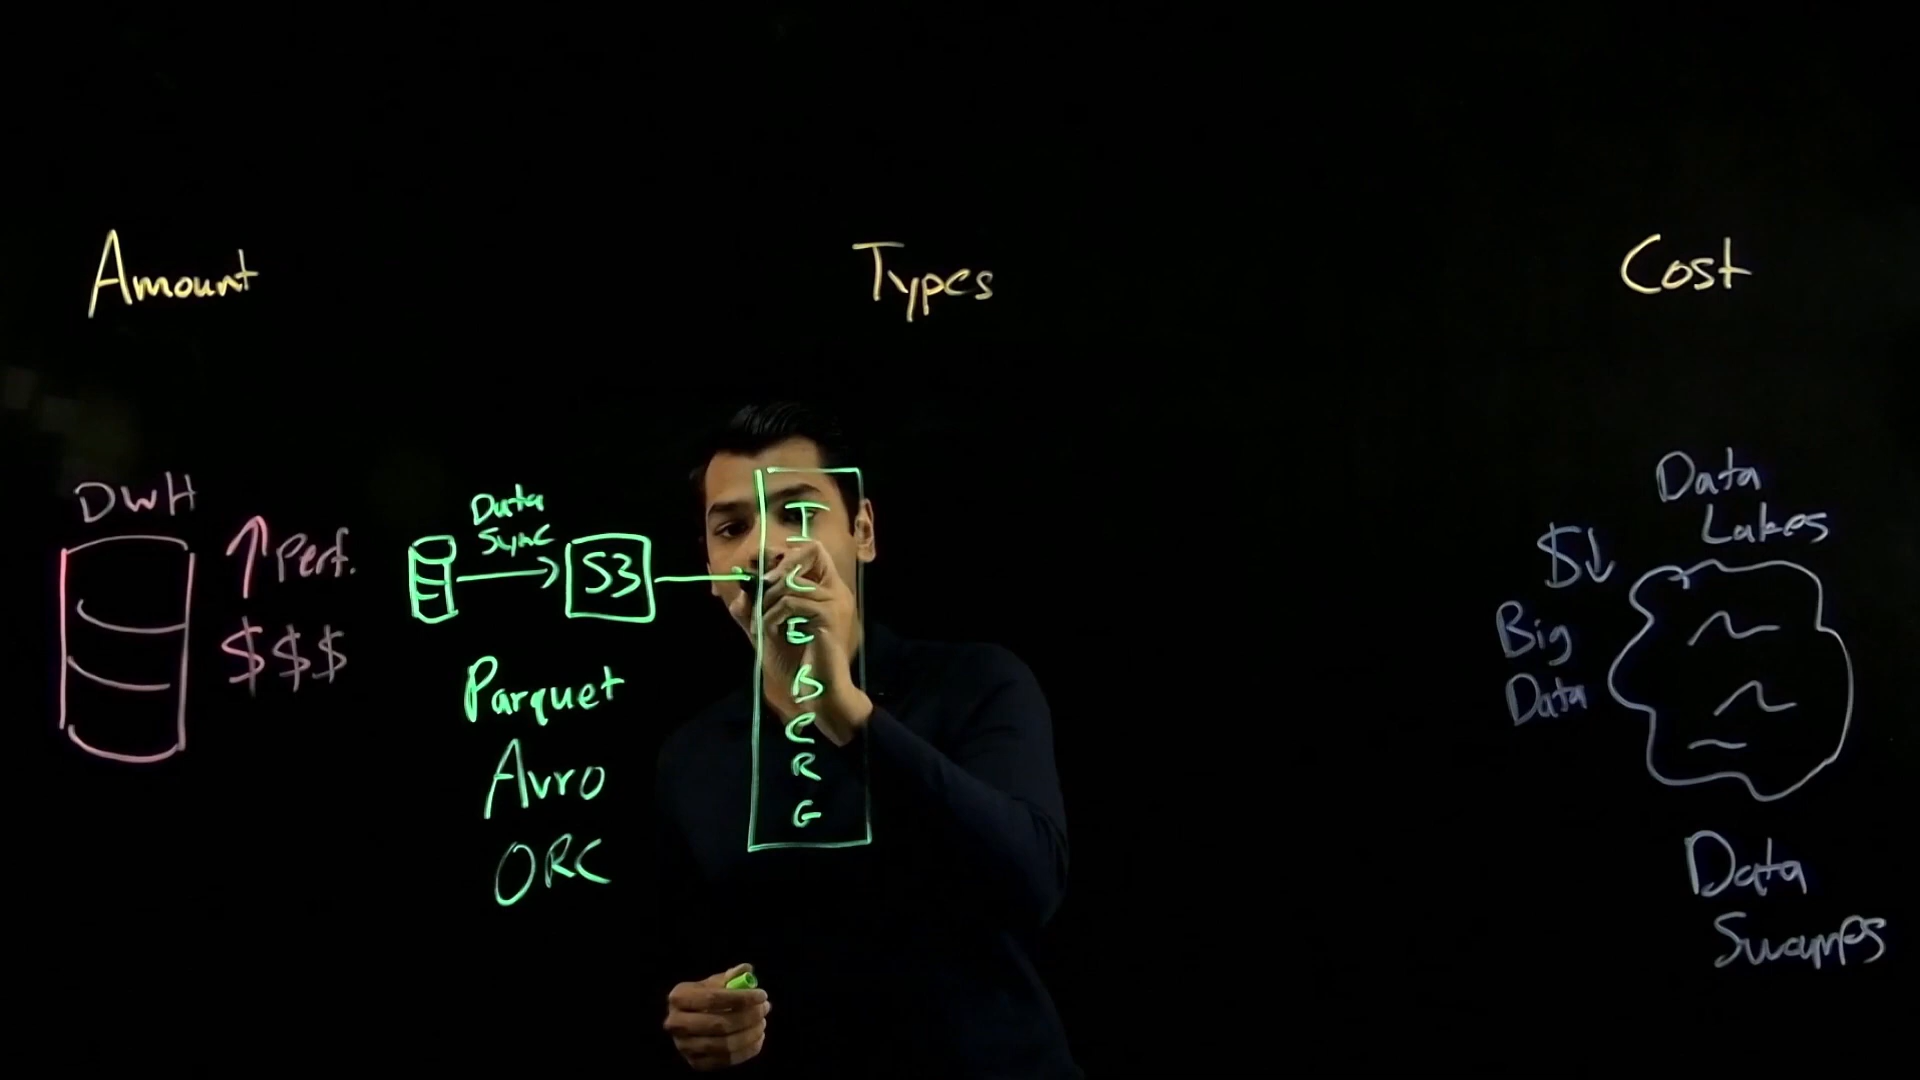 Amount
Types
Cost
DWH
↑ Perf.
$$$
Data
Sync
S3
Parquet
Avro
ORC
I
C
E
B
E
R
G
Data
Lakes
$↓
Big
Data
Data
Swamps